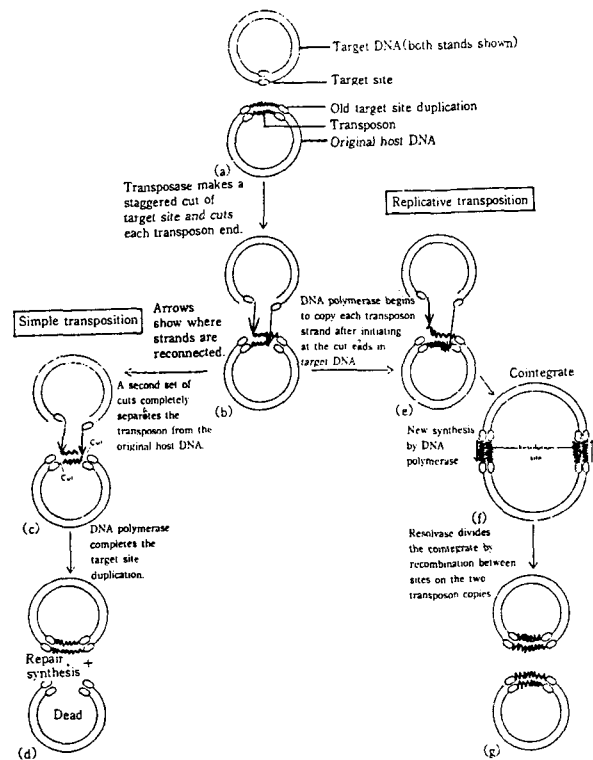 Target DNA (both stands shown)
Target site
Old target site duplication
Transposon
Original host DNA
(a)
Transposase makes a
staggered cut of
target site and cuts
each transposon end.
Replicative transposition
Simple transposition
Arrows
show where
strands are
reconnected.
DNA polymerase begins
to copy each transposon
strand after initiating
at the cut ends in
target DNA
(b)
(e)
Cointegrate
A second set of
cuts completely
separates the
transposon from the
original host DNA.
Cut
Cut
(c)
New synthesis
by DNA
polymerase
site
(f)
DNA polymerase
completes the
target site
duplication.
Resolvase divides
the cointegrate by
recombination between
sites on the two
transposon copies
Repair +
synthesis
Dead
(d)
(g)